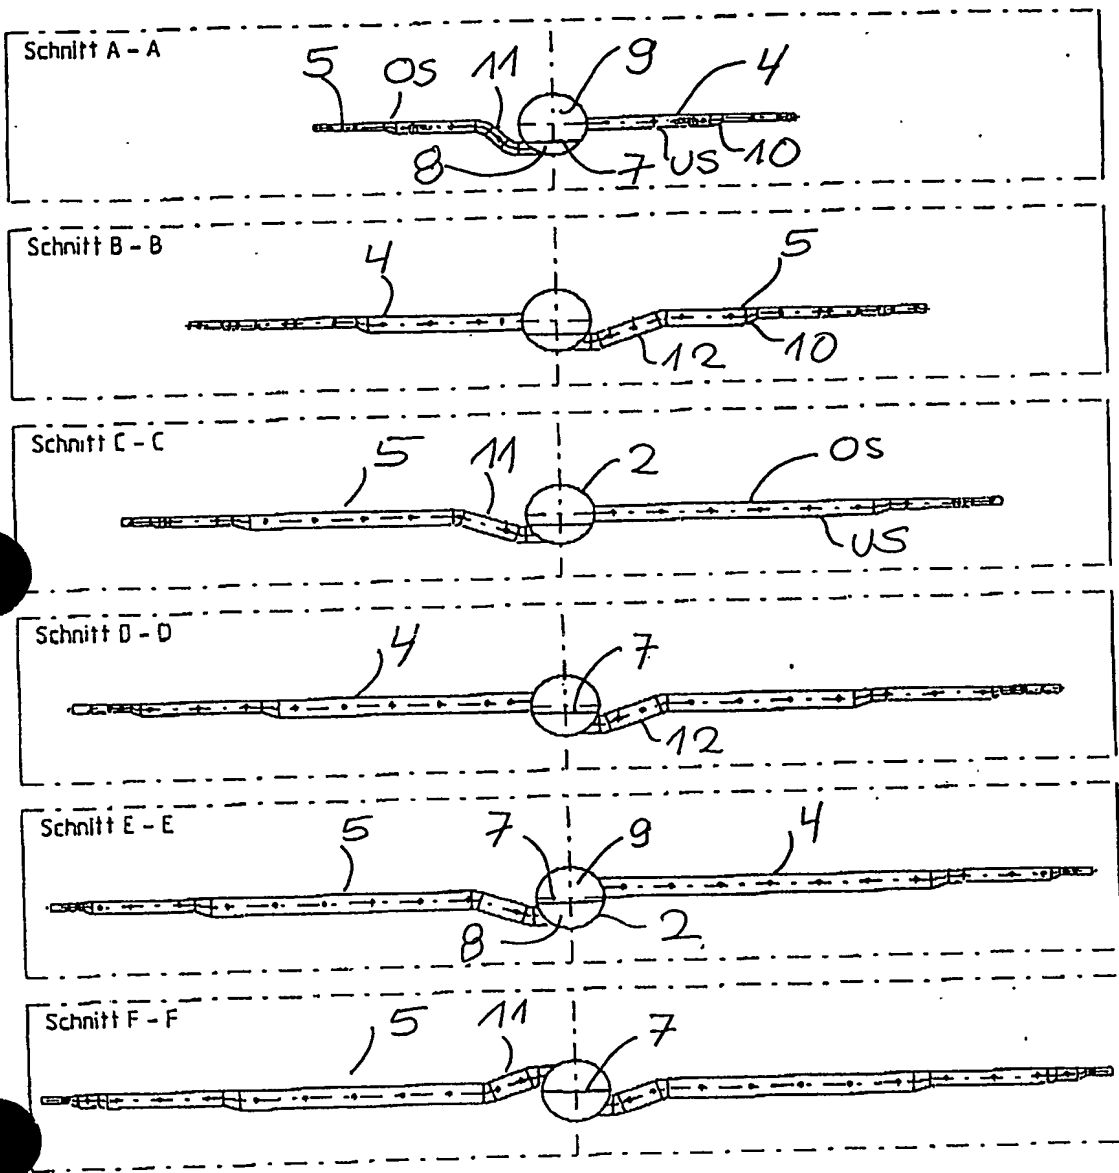 Schnitt A - A
5 OS 11 9 4
8 7 US 10
Schnitt B - B
4 5
12 10
Schnitt C - C
5 11 2 OS
US
Schnitt D - D
4 7
12
Schnitt E - E
5 7 9 4
8 2
Schnitt F - F
5 11 7